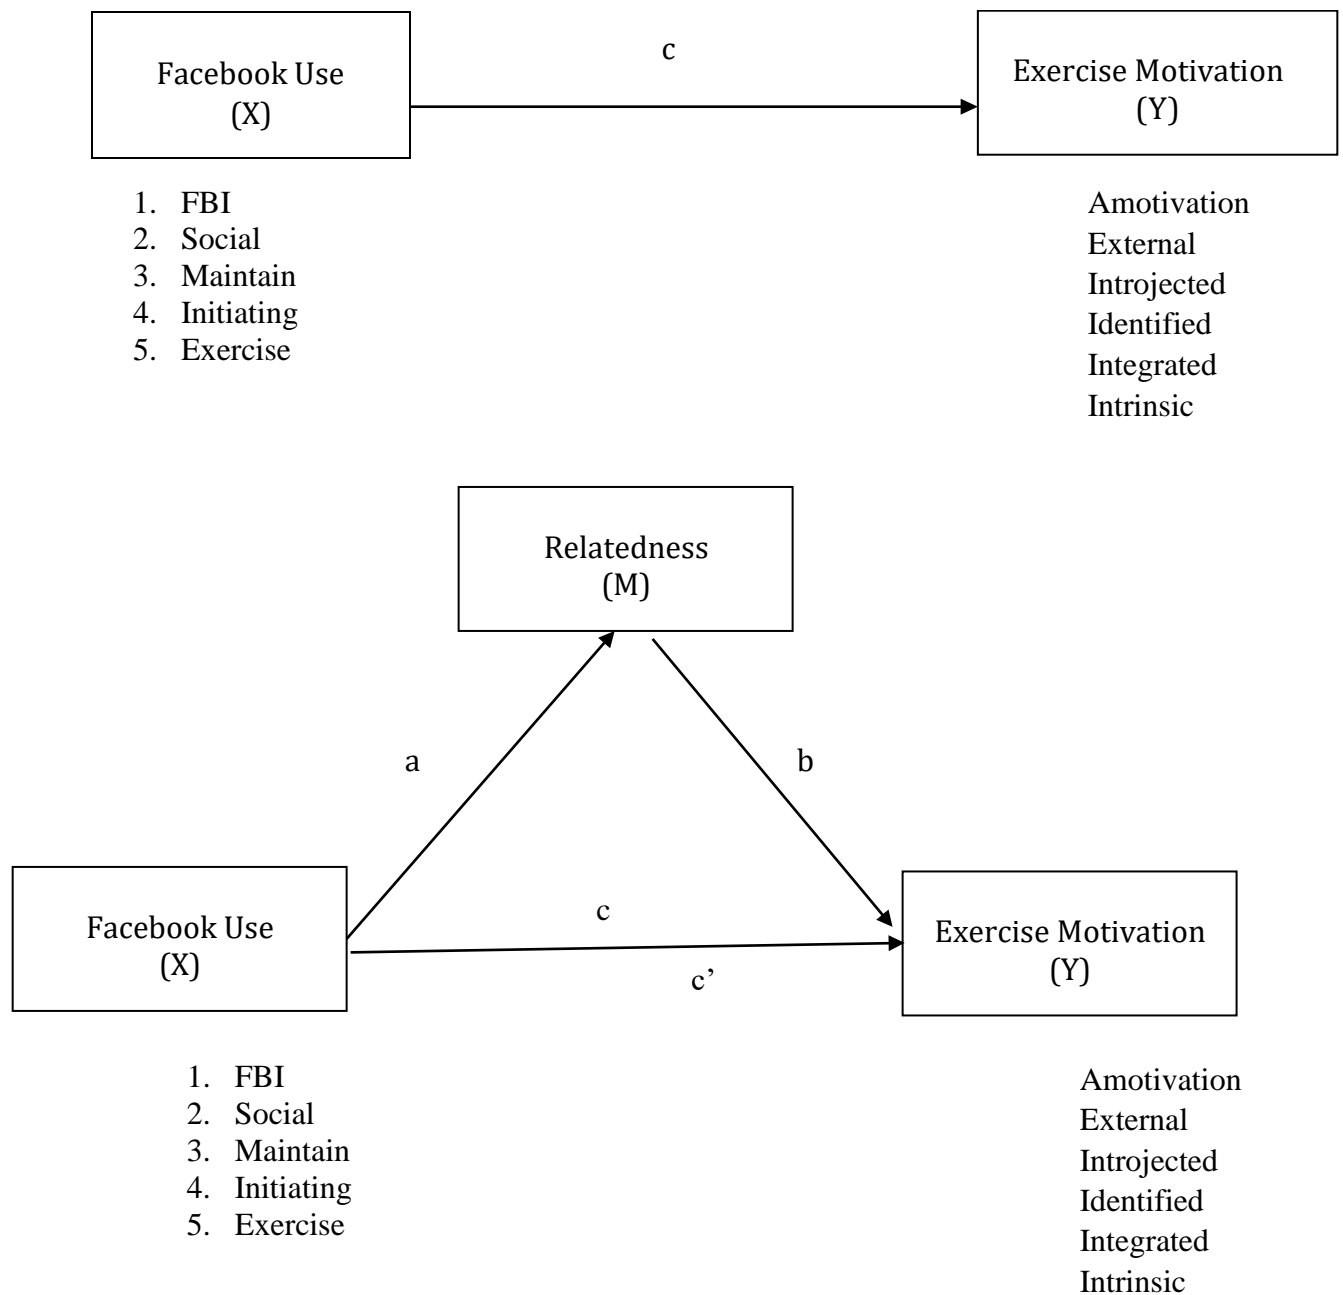 c
Facebook Use
(X)
Exercise Motivation
(Y)
1. FBI
2. Social
3. Maintain
4. Initiating
5. Exercise
Amotivation
External
Introjected
Identified
Integrated
Intrinsic
Relatedness
(M)
a
b
Facebook Use
(X)
c
c’
Exercise Motivation
(Y)
1. FBI
2. Social
3. Maintain
4. Initiating
5. Exercise
Amotivation
External
Introjected
Identified
Integrated
Intrinsic